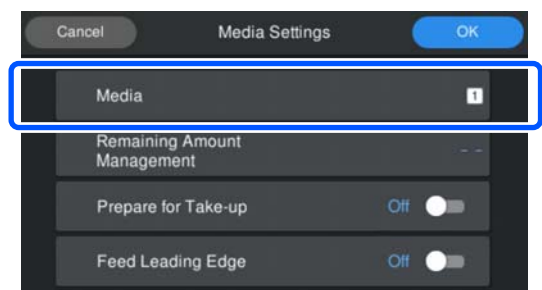 Cancel Media Settings OK
Media 1
Remaining Amount
Management - -
Prepare for Take-up Off
Feed Leading Edge Off